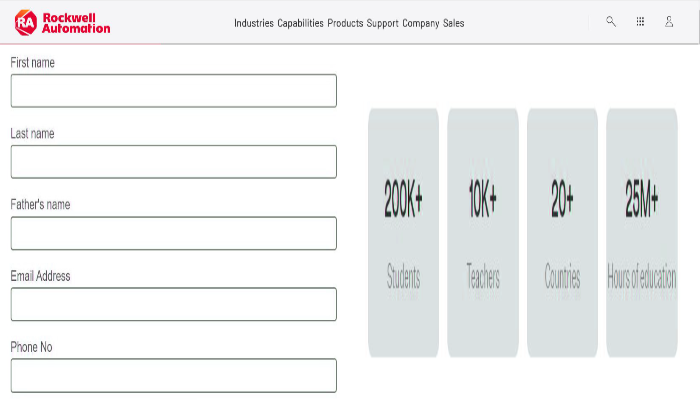 Rockwell
Automation
RA
Industries Capabilities Products Support Company Sales
First name
Last name
Father's name
Email Address
Phone No
200K+
Students
10K+
Teachers
20+
Countries
25M+
Hours of education